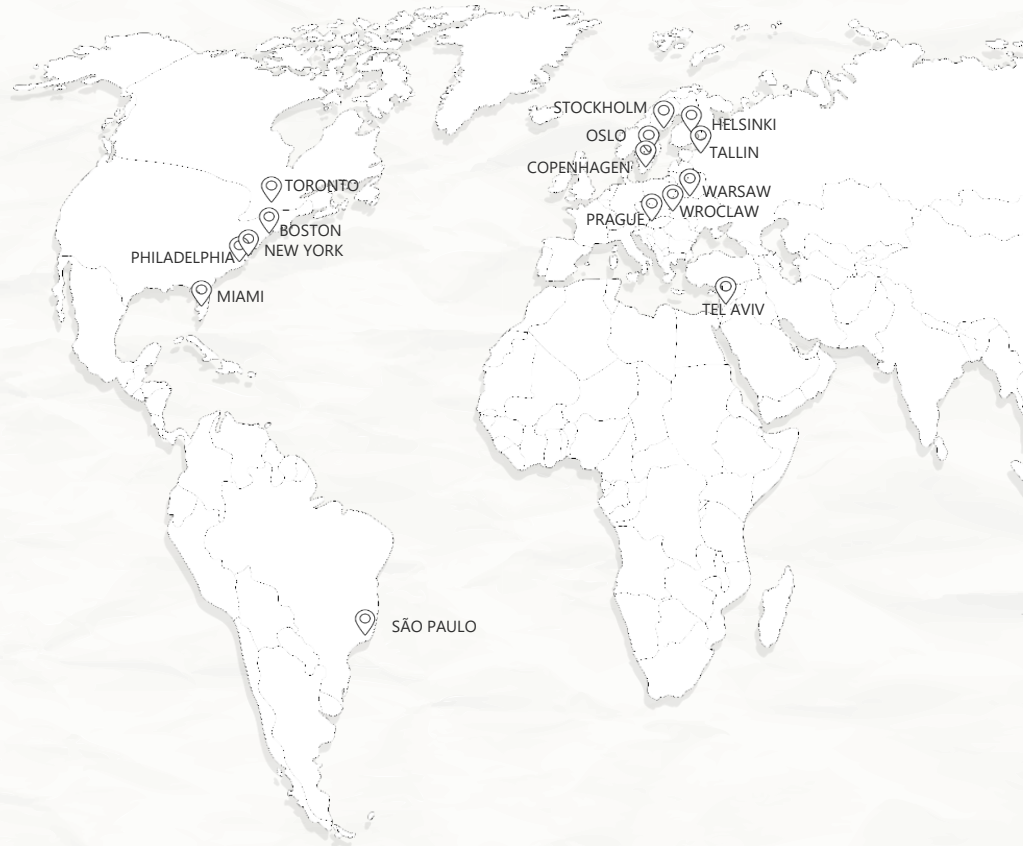 STOCKHOLM
HELSINKI
OSLO
TALLIN
COPENHAGEN
TORONTO
WARSAW
WROCLAW
PRAGUE
BOSTON
NEW YORK
PHILADELPHIA
MIAMI
TEL AVIV
SÃO PAULO